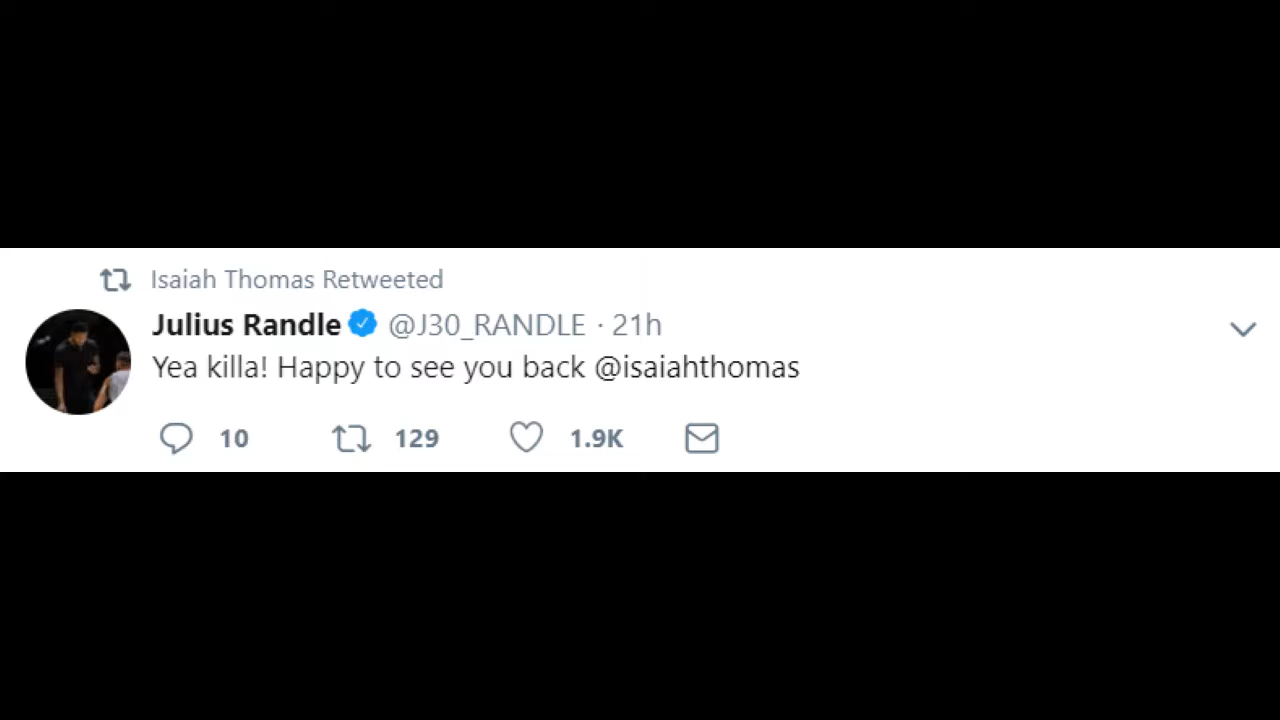 Isaiah Thomas Retweeted
Julius Randle @J30_RANDLE · 21h
Yea killa! Happy to see you back @isaiahthomas
10 129 1.9K